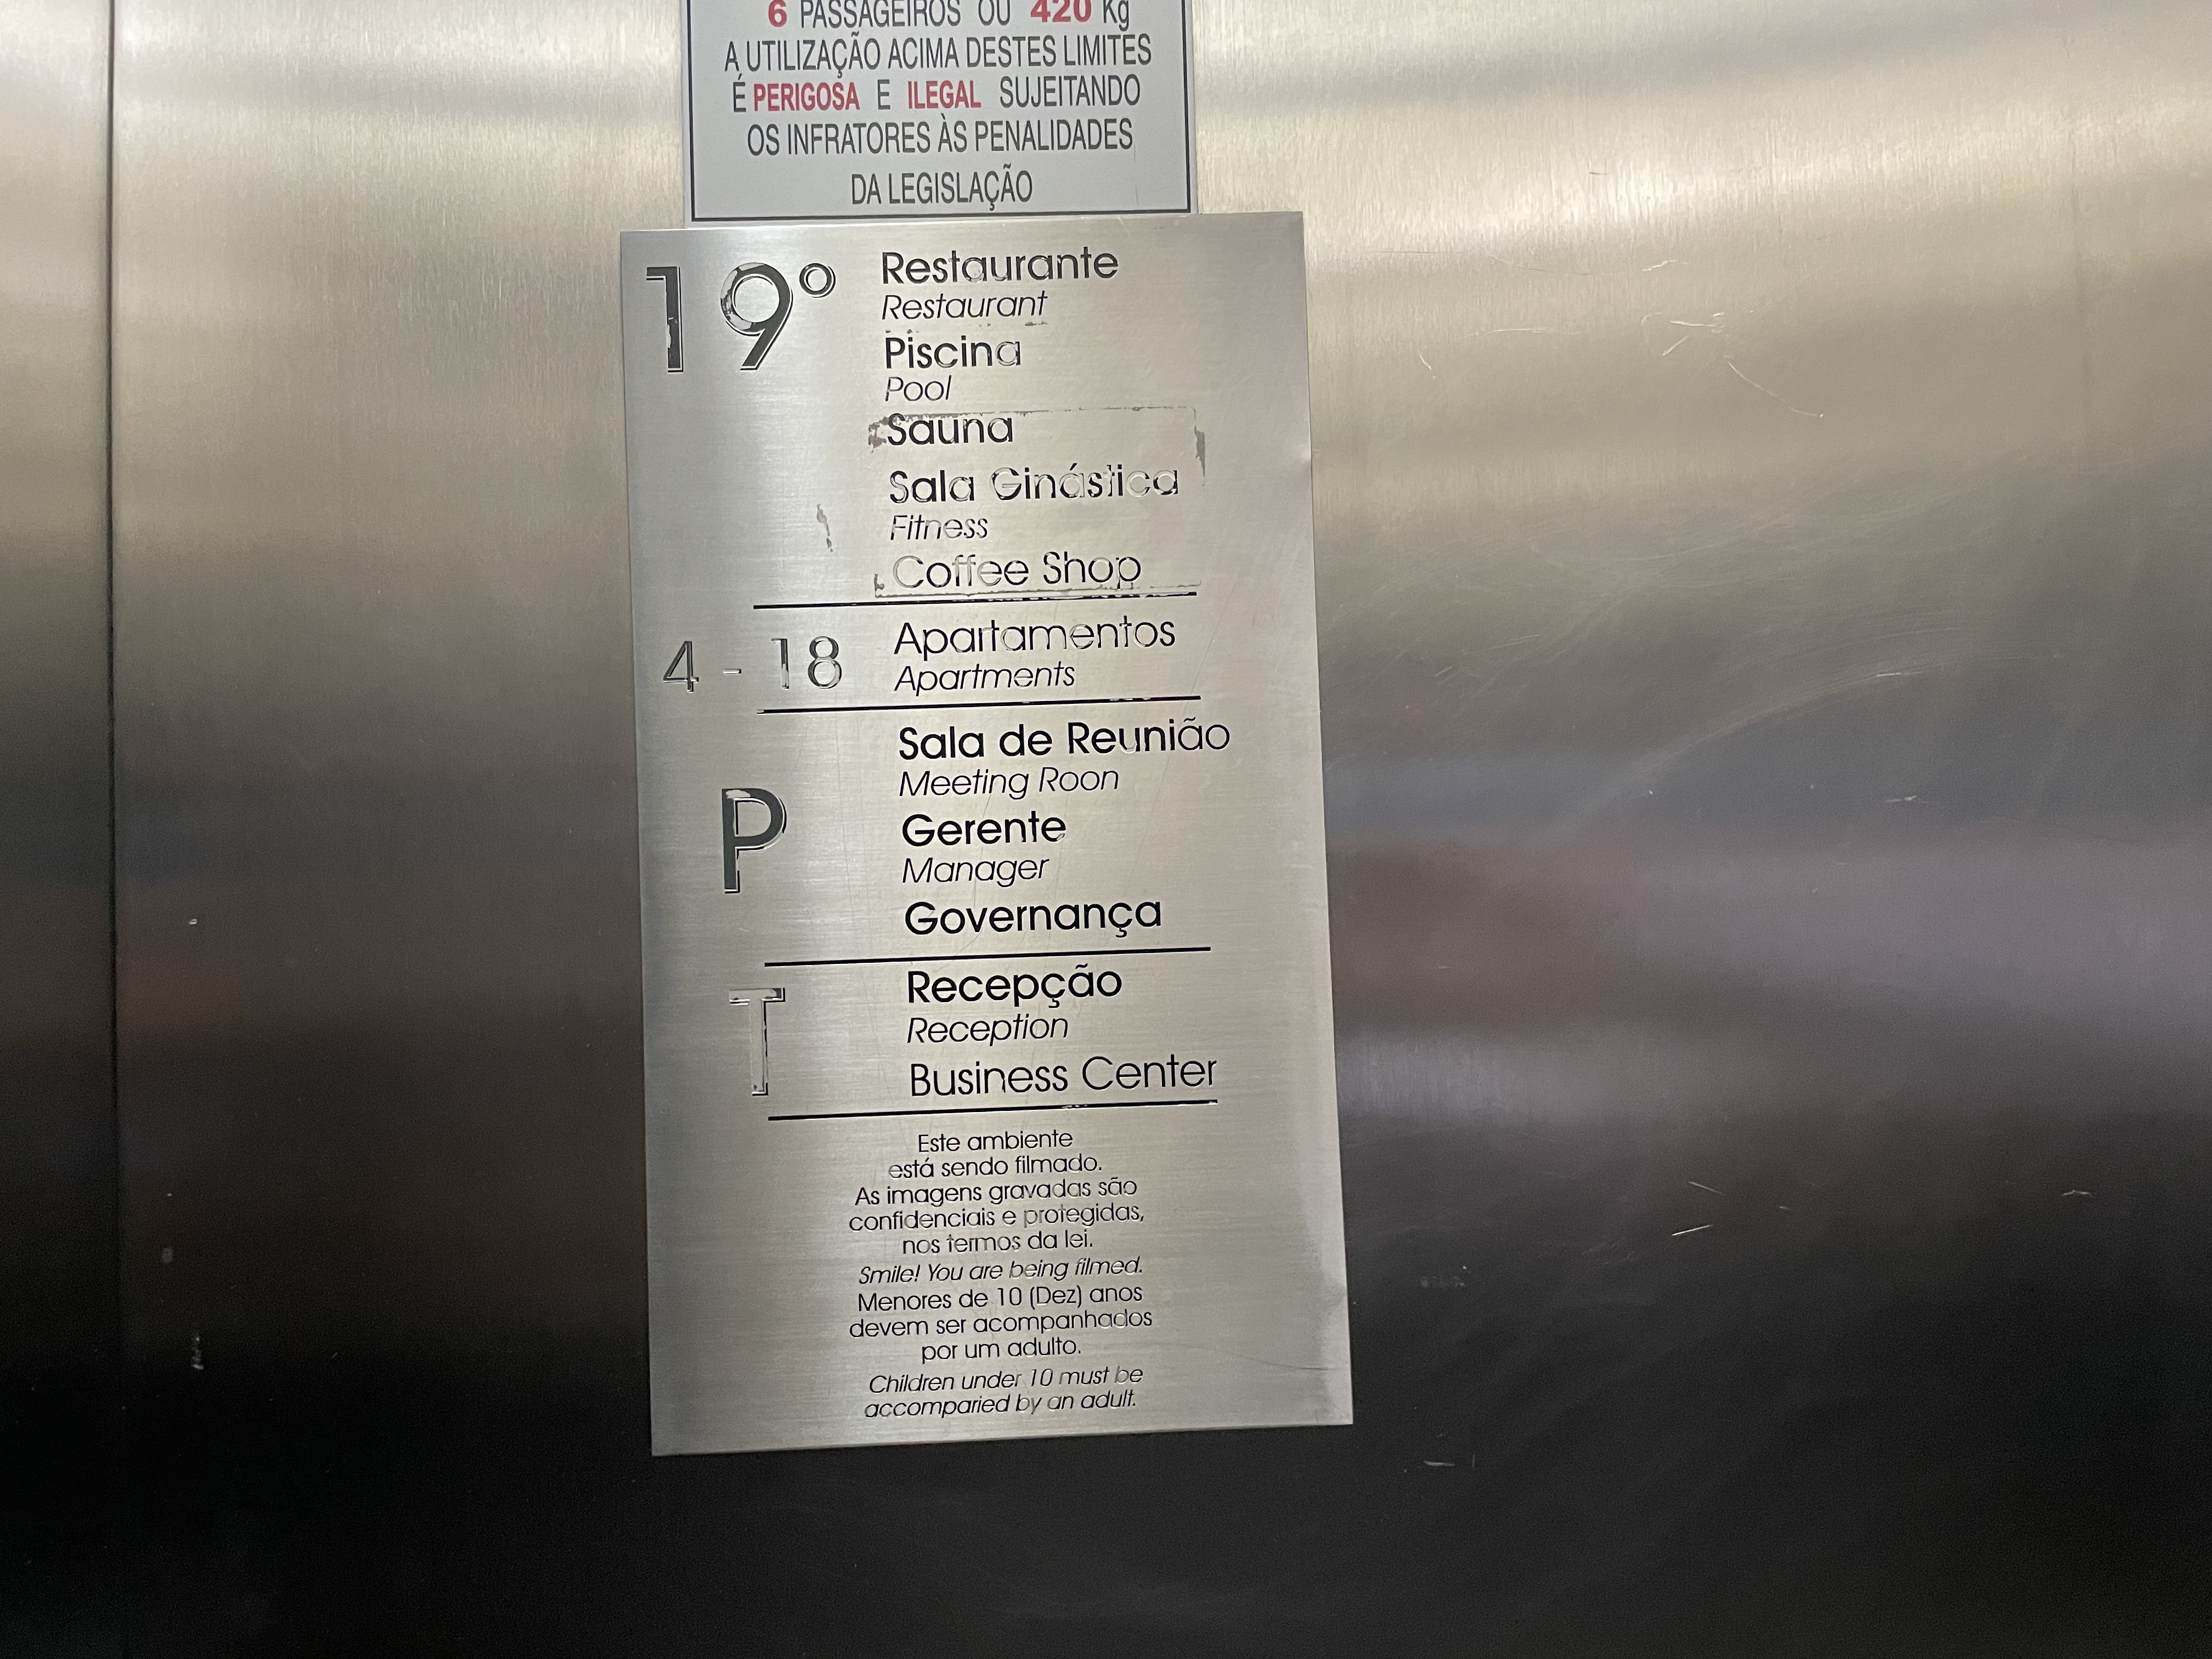 6 PASSAGEIROS OU 420 Kg
A UTILIZAÇÃO ACIMA DESTES LIMITES
É PERIGOSA E ILEGAL SUJEITANDO
OS INFRATORES ÀS PENALIDADES
DA LEGISLAÇÃO
19º
Restaurante
Restaurant
Piscina
Pool
Sauna
Sala Ginástica
Fitness
Coffee Shop
4 - 18
Apartamentos
Apartments
P
Sala de Reunião
Meeting Roon
Gerente
Manager
Governança
T
Recepção
Reception
Business Center
Este ambiente
está sendo filmado.
As imagens gravadas são
confidenciais e protegidas,
nos termos da lei.
Smile! You are being filmed.
Menores de 10 (Dez) anos
devem ser acompanhados
por um adulto.
Children under 10 must be
accomparied by an adult.